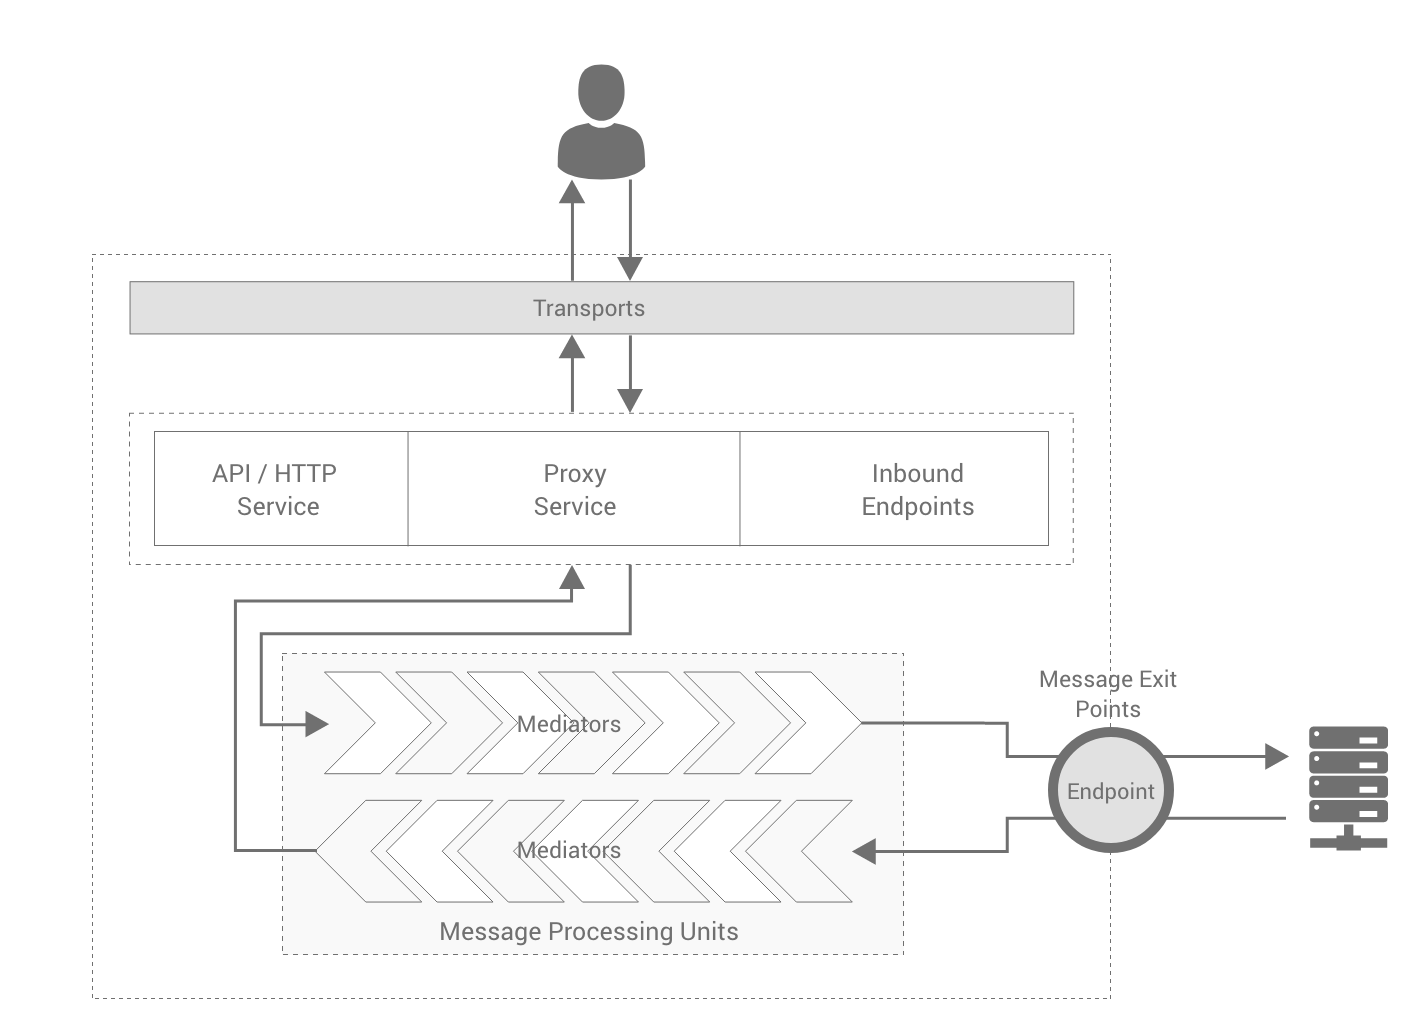 Transports
API / HTTP
Service
Proxy
Service
Inbound
Endpoints
Message Exit
Points
Mediators
Endpoint
Mediators
Message Processing Units